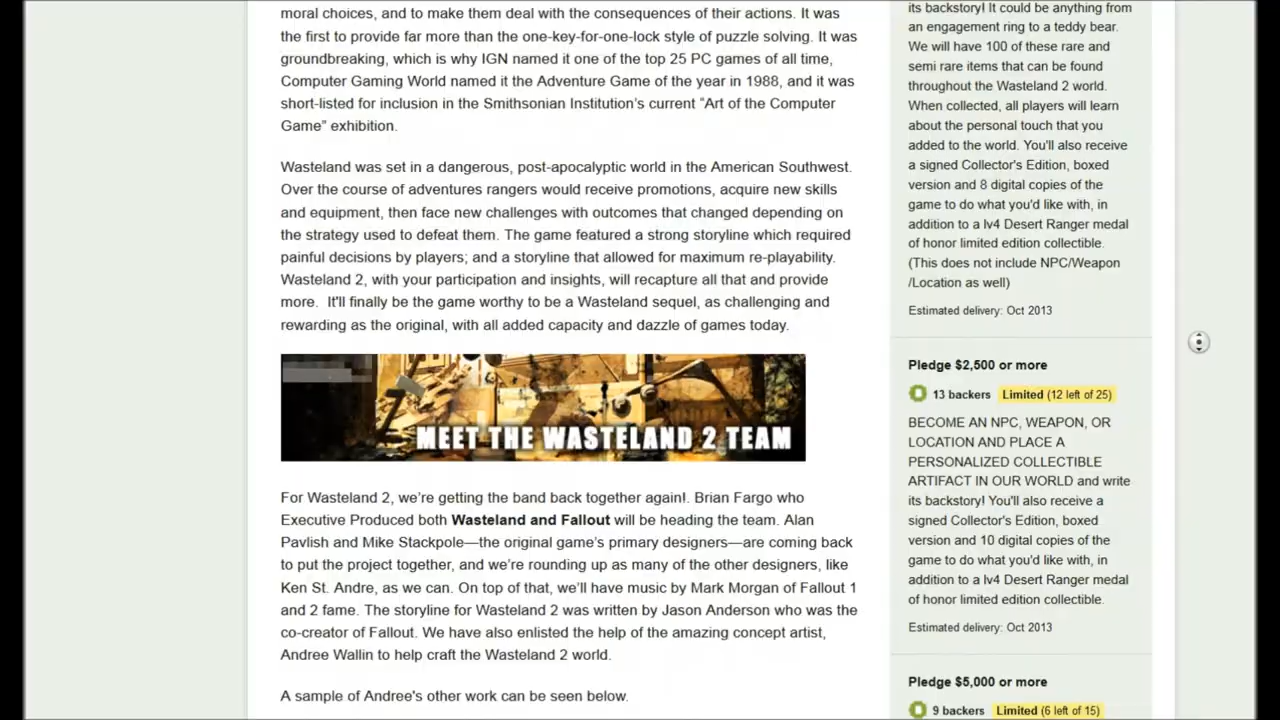 moral choices, and to make them deal with the consequences of their actions. It was
the first to provide far more than the one-key-for-one-lock style of puzzle solving. It was
groundbreaking, which is why IGN named it one of the top 25 PC games of all time,
Computer Gaming World named it the Adventure Game of the year in 1988, and it was
short-listed for inclusion in the Smithsonian Institution's current “Art of the Computer
Game” exhibition.
Wasteland was set in a dangerous, post-apocalyptic world in the American Southwest.
Over the course of adventures rangers would receive promotions, acquire new skills
and equipment, then face new challenges with outcomes that changed depending on
the strategy used to defeat them. The game featured a strong storyline which required
painful decisions by players; and a storyline that allowed for maximum re-playability.
Wasteland 2, with your participation and insights, will recapture all that and provide
more.  It'll finally be the game worthy to be a Wasteland sequel, as challenging and
rewarding as the original, with all added capacity and dazzle of games today.
MEET THE WASTELAND 2 TEAM
For Wasteland 2, we’re getting the band back together again!. Brian Fargo who
Executive Produced both Wasteland and Fallout will be heading the team. Alan
Pavlish and Mike Stackpole—the original game’s primary designers—are coming back
to put the project together, and we’re rounding up as many of the other designers, like
Ken St. Andre, as we can. On top of that, we’ll have music by Mark Morgan of Fallout 1
and 2 fame. The storyline for Wasteland 2 was written by Jason Anderson who was the
co-creator of Fallout. We have also enlisted the help of the amazing concept artist,
Andree Wallin to help craft the Wasteland 2 world.
A sample of Andree's other work can be seen below.
its backstory! It could be anything from
an engagement ring to a teddy bear.
We will have 100 of these rare and
semi rare items that can be found
throughout the Wasteland 2 world.
When collected, all players will learn
about the personal touch that you
added to the world. You'll also receive
a signed Collector's Edition, boxed
version and 8 digital copies of the
game to do what you'd like with, in
addition to a lv4 Desert Ranger medal
of honor limited edition collectible.
(This does not include NPC/Weapon
/Location as well)
Estimated delivery: Oct 2013
Pledge $2,500 or more
13 backers Limited (12 left of 25)
BECOME AN NPC, WEAPON, OR
LOCATION AND PLACE A
PERSONALIZED COLLECTIBLE
ARTIFACT IN OUR WORLD and write
its backstory! You'll also receive a
signed Collector's Edition, boxed
version and 10 digital copies of the
game to do what you'd like with, in
addition to a lv4 Desert Ranger medal
of honor limited edition collectible.
Estimated delivery: Oct 2013
Pledge $5,000 or more
9 backers Limited (6 left of 15)